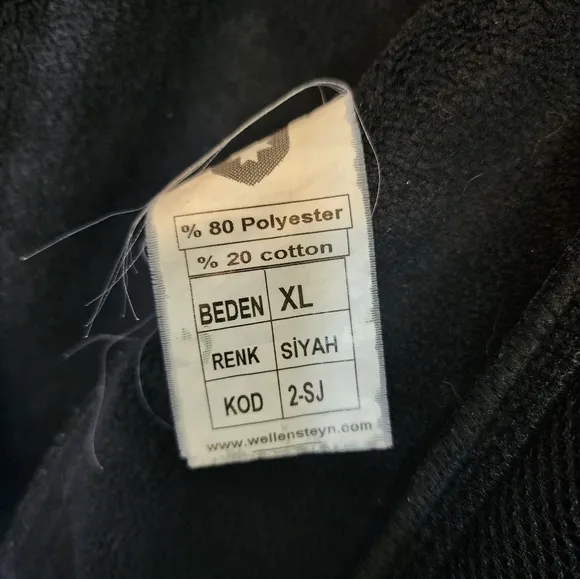 % 80 Polyester
% 20 cotton
BEDEN XL
RENK SİYAH
KOD 2-SJ
www.wellensteyn.com